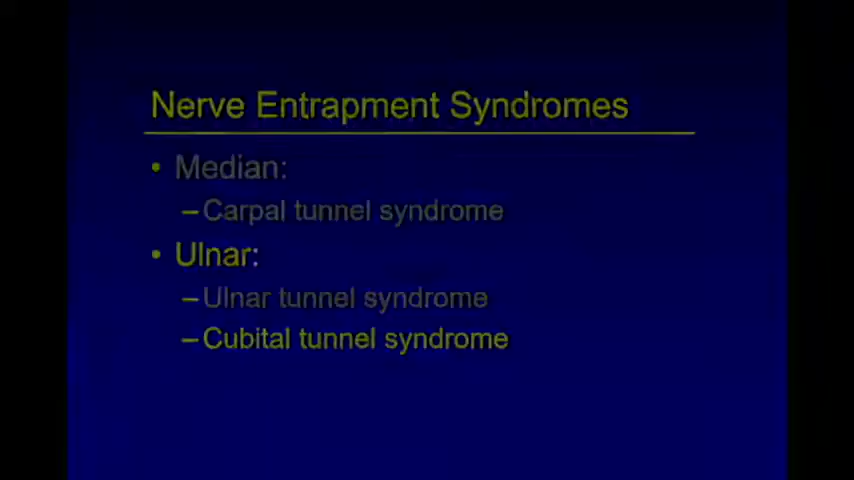 Nerve Entrapment Syndromes
• Median:
–Carpal tunnel syndrome
• Ulnar:
–Ulnar tunnel syndrome
–Cubital tunnel syndrome